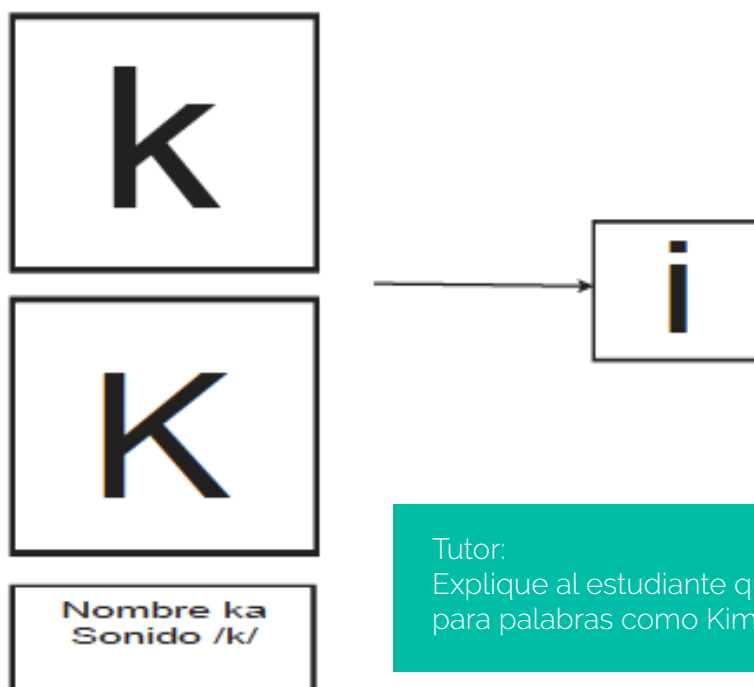 k
i
K
Nombre ka
Sonido /k/
Tutor:
Explique al estudiante q
para palabras como Kim